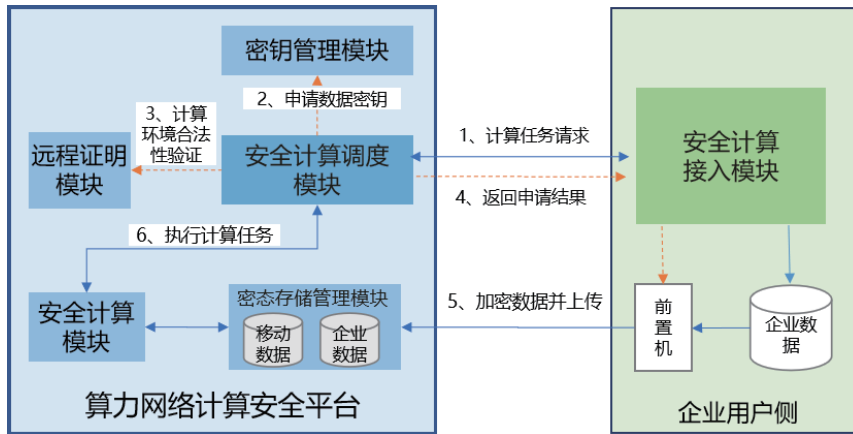 密钥管理模块
2、申请数据密钥
3、计算
环境合法
性验证
远程证明
模块
安全计算调度
模块
1、计算任务请求
4、返回申请结果
安全计算
接入模块
6、执行计算任务
安全计算
模块
密态存储管理模块
移动
数据
企业
数据
5、加密数据并上传
前
置
机
企业数
据
算力网络计算安全平台
企业用户侧